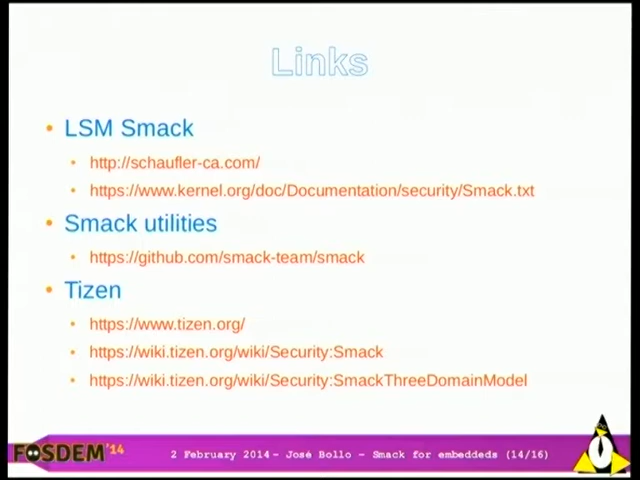 Links
LSM Smack
http://schaufler-ca.com/
https://www.kernel.org/doc/Documentation/security/Smack.txt
Smack utilities
https://github.com/smack-team/smack
Tizen
https://www.tizen.org/
https://wiki.tizen.org/wiki/Security:Smack
https://wiki.tizen.org/wiki/Security:SmackThreeDomainModel
FOSDEM'14
2 February 2014- José Bollo – Smack for embeddeds (14/16)